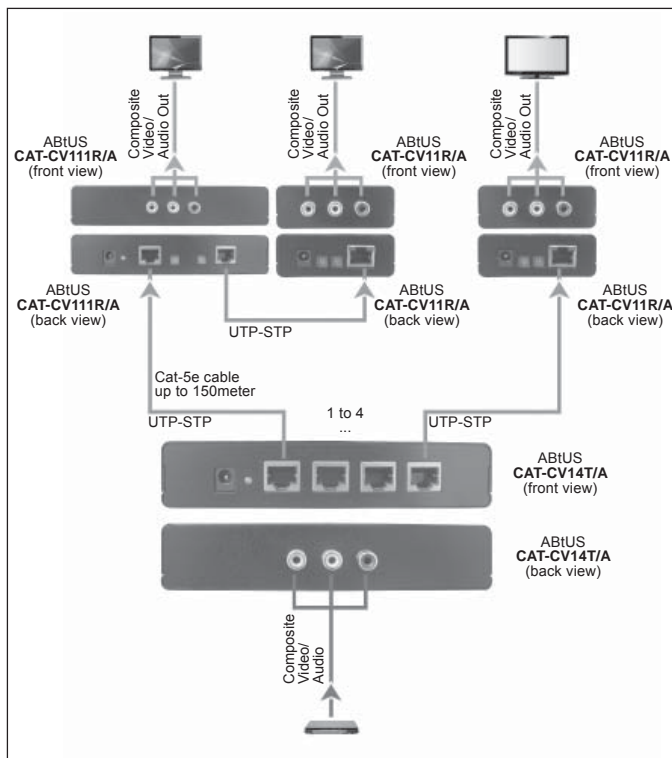 Composite
Video/
Audio Out
Composite
Video/
Audio Out
Composite
Video/
Audio Out
ABtUS
CAT-CV111R/A
(front view)
ABtUS
CAT-CV11R/A
(front view)
ABtUS
CAT-CV11R/A
(front view)
ABtUS
CAT-CV111R/A
(back view)
ABtUS
CAT-CV11R/A
(back view)
ABtUS
CAT-CV11R/A
(back view)
UTP-STP
Cat-5e cable
up to 150meter
UTP-STP
1 to 4
...
UTP-STP
ABtUS
CAT-CV14T/A
(front view)
ABtUS
CAT-CV14T/A
(back view)
Composite
Video/
Audio